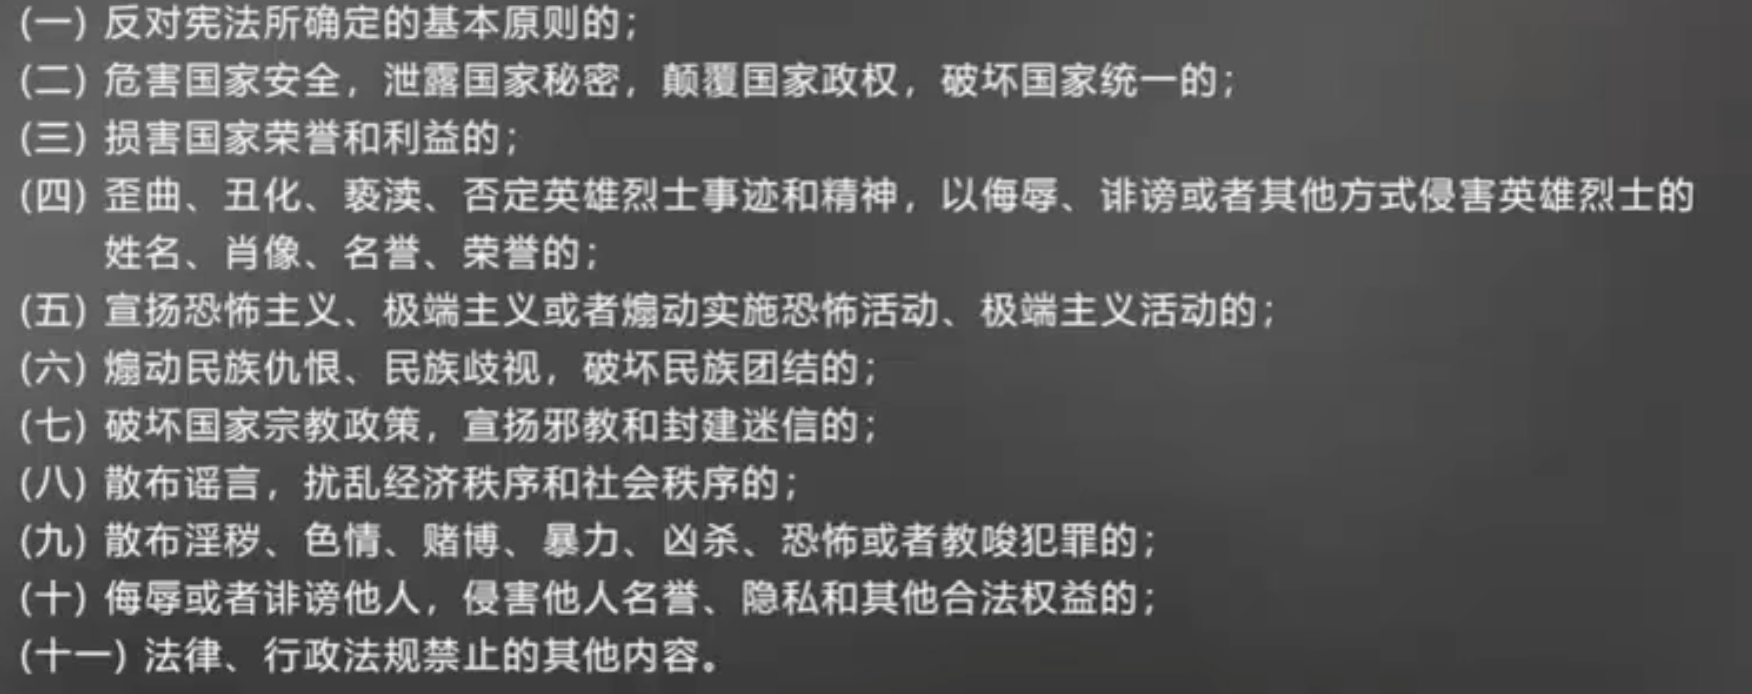 (一) 反对宪法所确定的基本原则的;
(二) 危害国家安全，泄露国家秘密，颠覆国家政权，破坏国家统一的;
(三) 损害国家荣誉和利益的;
(四) 歪曲、丑化、亵渎、否定英雄烈士事迹和精神，以侮辱、诽谤或者其他方式侵害英雄烈士的
姓名、肖像、名誉、荣誉的;
(五) 宣扬恐怖主义、极端主义或者煽动实施恐怖活动、极端主义活动的;
(六) 煽动民族仇恨、民族歧视，破坏民族团结的;
(七) 破坏国家宗教政策，宣扬邪教和封建迷信的;
(八) 散布谣言，扰乱经济秩序和社会秩序的;
(九) 散布淫秽、色情、赌博、暴力、凶杀、恐怖或者教唆犯罪的;
(十) 侮辱或者诽谤他人，侵害他人名誉、隐私和其他合法权益的;
(十一) 法律、行政法规禁止的其他内容。